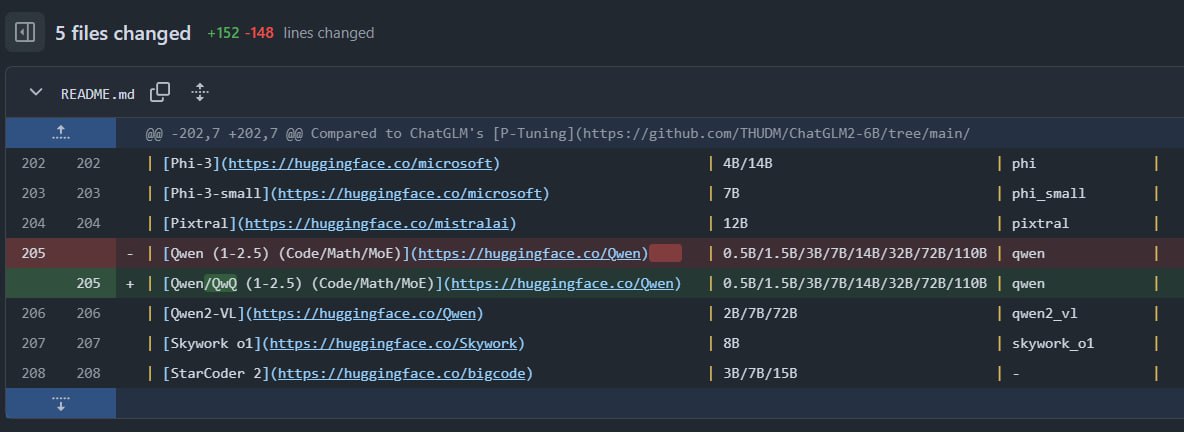 5 files changed +152 -148 lines changed
README.md
@@ -202,7 +202,7 @@ Compared to ChatGLM's [P-Tuning](https://github.com/THUDM/ChatGLM2-6B/tree/main/
202 202 | [Phi-3](https://huggingface.co/microsoft) | 4B/14B | phi |
203 203 | [Phi-3-small](https://huggingface.co/microsoft) | 7B | phi_small |
204 204 | [Pixtral](https://huggingface.co/mistralai) | 12B | pixtral |
205 - | [Qwen (1-2.5) (Code/Math/MoE)](https://huggingface.co/Qwen) | 0.5B/1.5B/3B/7B/14B/32B/72B/110B | qwen |
205 + | [Qwen/QwQ (1-2.5) (Code/Math/MoE)](https://huggingface.co/Qwen) | 0.5B/1.5B/3B/7B/14B/32B/72B/110B | qwen |
206 206 | [Qwen2-VL](https://huggingface.co/Qwen) | 2B/7B/72B | qwen2_vl |
207 207 | [Skywork o1](https://huggingface.co/Skywork) | 8B | skywork_o1 |
208 208 | [StarCoder 2](https://huggingface.co/bigcode) | 3B/7B/15B | - |